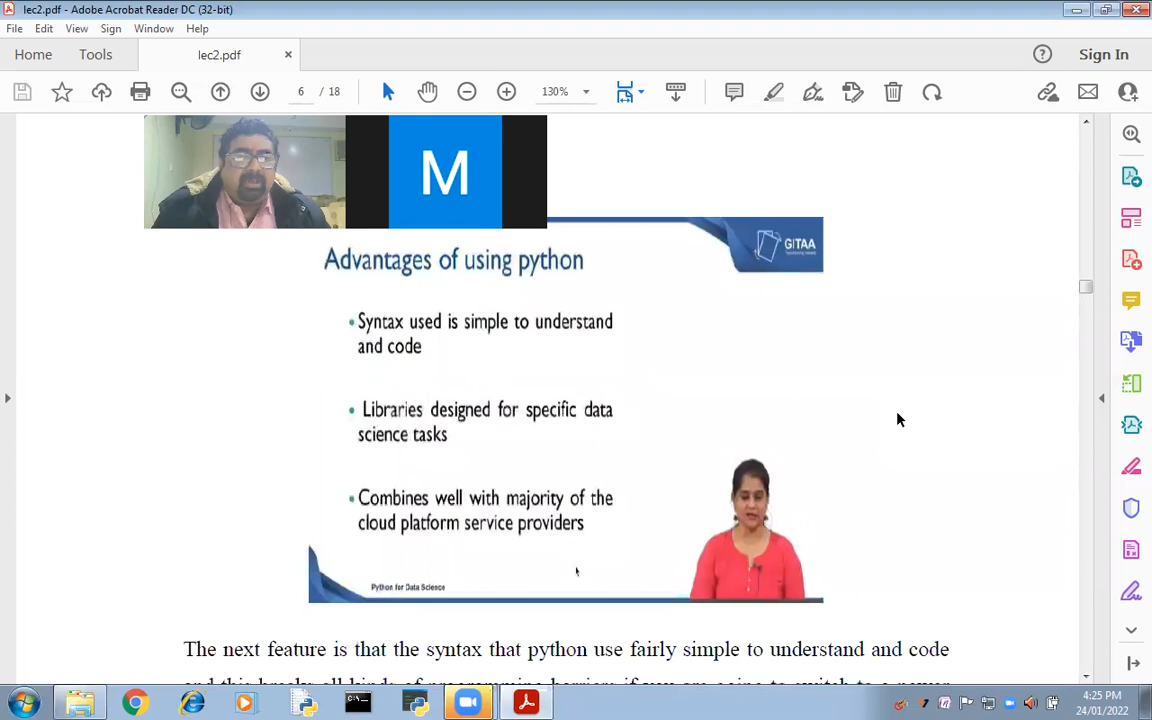 lec2.pdf - Adobe Acrobat Reader DC (32-bit)
File Edit View Sign Window Help
Home Tools lec2.pdf × Sign In
6 / 18 130%
M
GITAA
Advantages of using python
•Syntax used is simple to understand
and code
• Libraries designed for specific data
science tasks
•Combines well with majority of the
cloud platform service providers
Python for Data Science
The next feature is that the syntax that python use fairly simple to understand and code
4:25 PM
24/01/2022